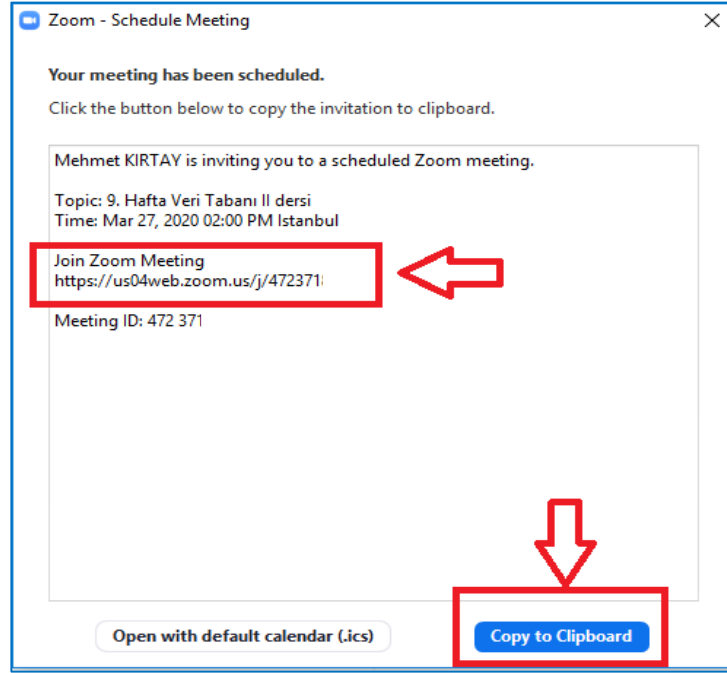 Zoom - Schedule Meeting
Your meeting has been scheduled.
Click the button below to copy the invitation to clipboard.
Mehmet KIRTAY is inviting you to a scheduled Zoom meeting.
Topic: 9. Hafta Veri Tabanı II dersi
Time: Mar 27, 2020 02:00 PM Istanbul
Join Zoom Meeting
https://us04web.zoom.us/j/472371
Meeting ID: 472 371
Open with default calendar (.ics)
Copy to Clipboard